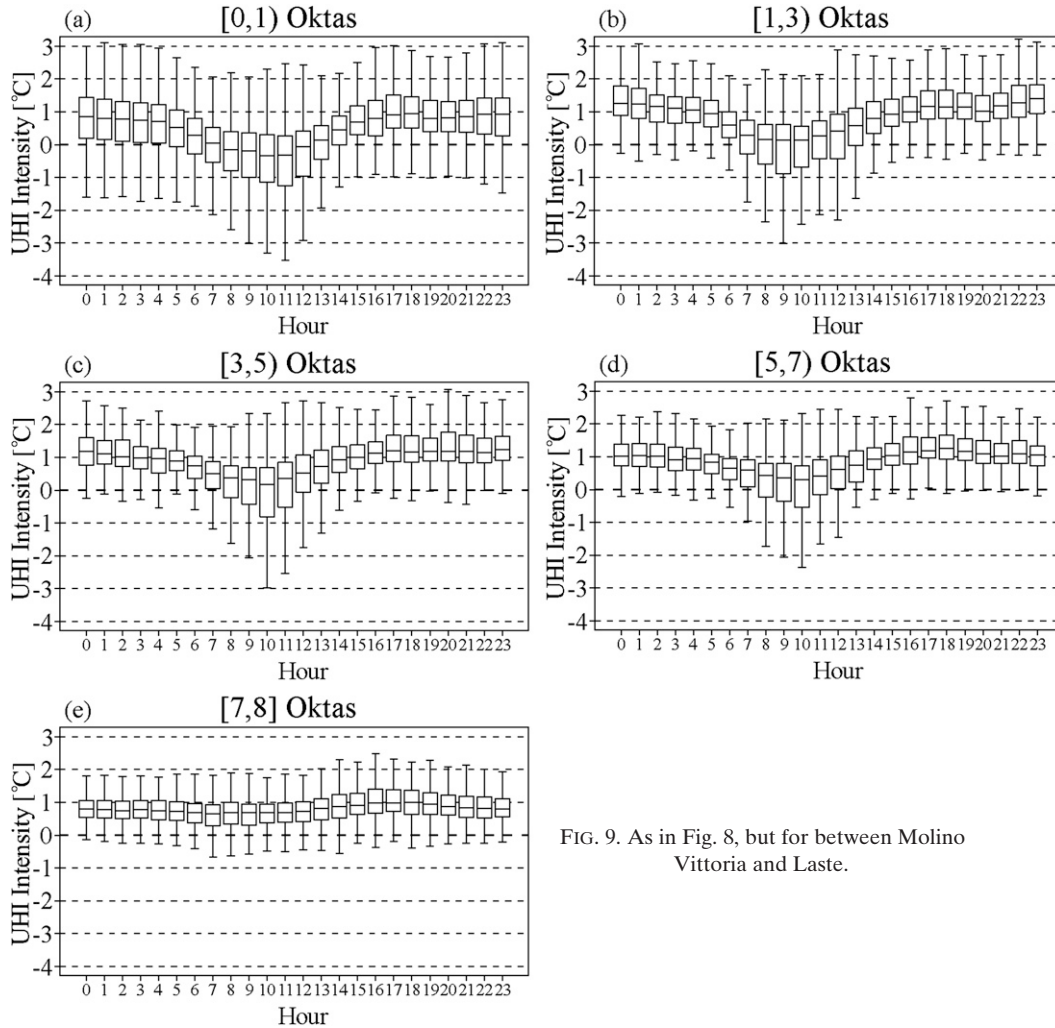 (a) [0,1) Oktas
UHI Intensity [°C]
3
2
1
0
-1
-2
-3
-4
0 1 2 3 4 5 6 7 8 9 10 11 12 13 14 15 16 17 18 19 20 21 22 23
Hour
(b) [1,3) Oktas
UHI Intensity [°C]
3
2
1
0
-1
-2
-3
-4
0 1 2 3 4 5 6 7 8 9 10 11 12 13 14 15 16 17 18 19 20 21 22 23
Hour
(c) [3,5) Oktas
UHI Intensity [°C]
3
2
1
0
-1
-2
-3
-4
0 1 2 3 4 5 6 7 8 9 10 11 12 13 14 15 16 17 18 19 20 21 22 23
Hour
(d) [5,7) Oktas
UHI Intensity [°C]
3
2
1
0
-1
-2
-3
-4
0 1 2 3 4 5 6 7 8 9 10 11 12 13 14 15 16 17 18 19 20 21 22 23
Hour
(e) [7,8] Oktas
UHI Intensity [°C]
3
2
1
0
-1
-2
-3
-4
0 1 2 3 4 5 6 7 8 9 10 11 12 13 14 15 16 17 18 19 20 21 22 23
Hour
FIG. 9. As in Fig. 8, but for between Molino
Vittoria and Laste.